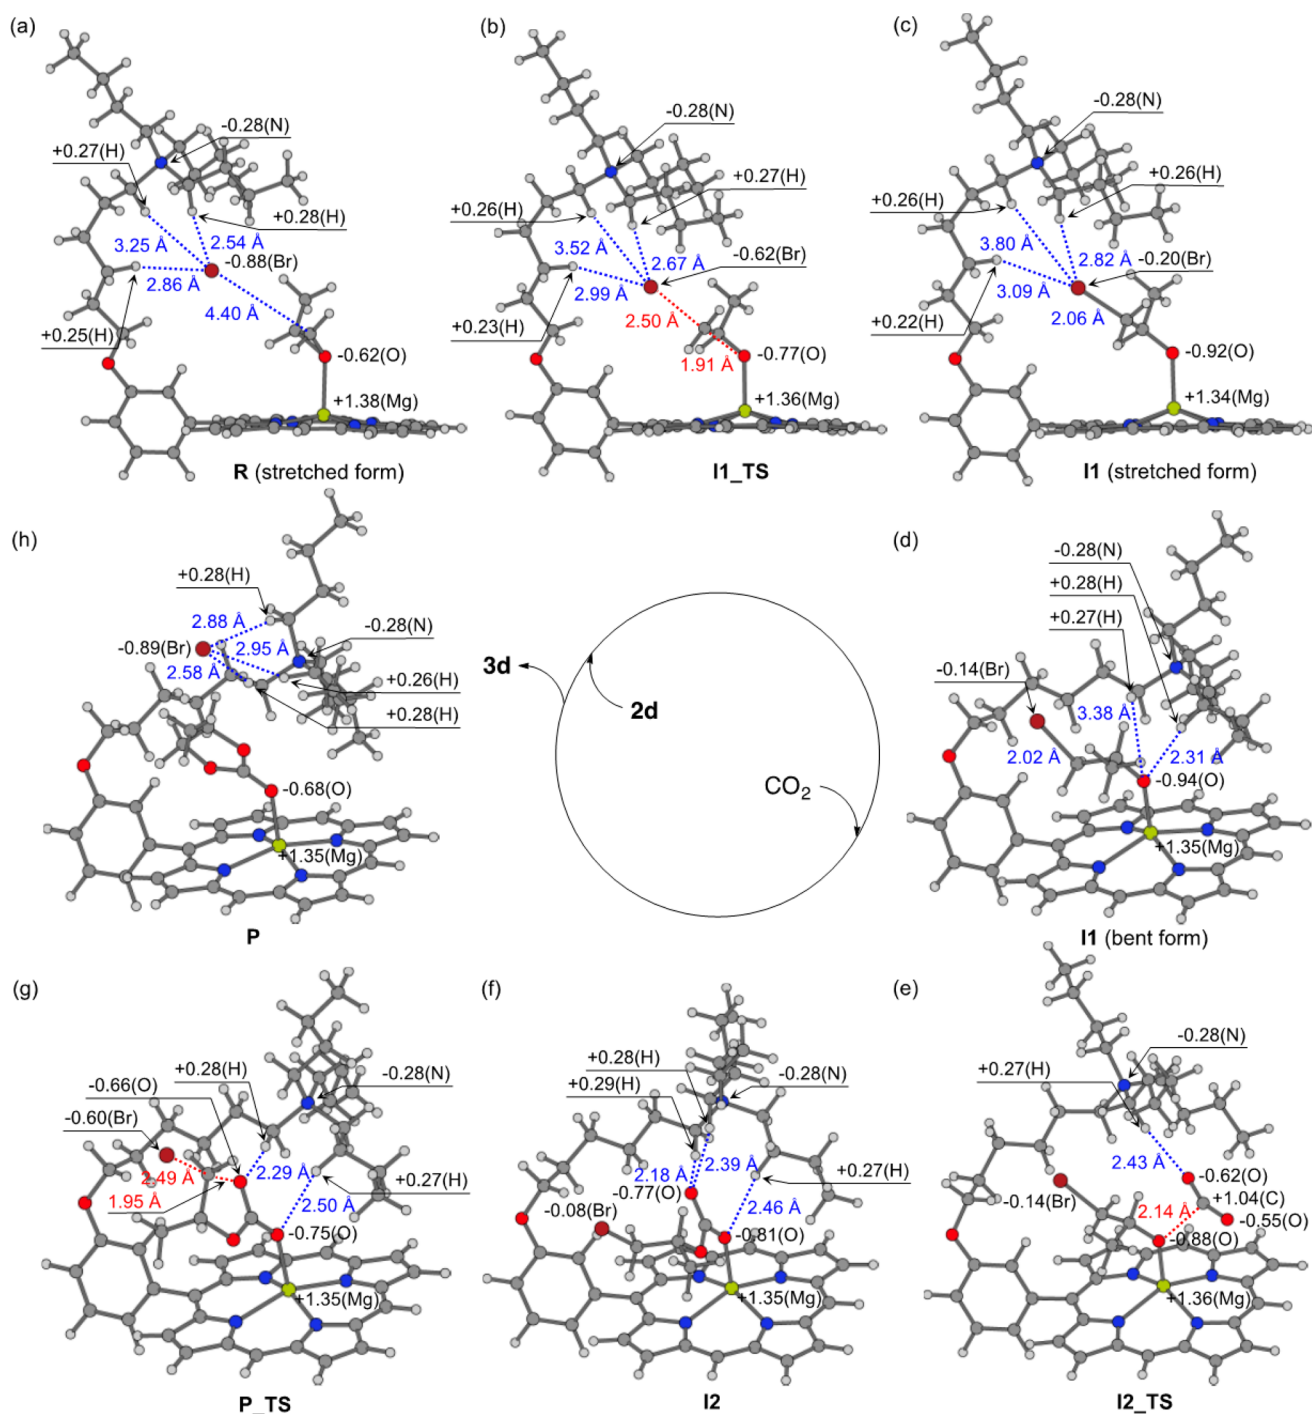 (a)
-0.28(N)
+0.27(H)
+0.28(H)
3.25 Å
2.54 Å
-0.88(Br)
2.86 Å
4.40 Å
+0.25(H)
-0.62(O)
+1.38(Mg)
R (stretched form)
(b)
-0.28(N)
+0.27(H)
+0.26(H)
3.52 Å
2.67 Å
-0.62(Br)
2.99 Å
2.50 Å
+0.23(H)
1.91 Å
-0.77(O)
+1.36(Mg)
I1_TS
(c)
-0.28(N)
+0.26(H)
+0.26(H)
3.80 Å
2.82 Å
-0.20(Br)
3.09 Å
2.06 Å
+0.22(H)
-0.92(O)
+1.34(Mg)
I1 (stretched form)
(h)
+0.28(H)
2.88 Å
-0.28(N)
-0.89(Br)
2.95 Å
2.58 Å
+0.26(H)
+0.28(H)
-0.68(O)
+1.35(Mg)
P
3d
2d
CO2
(d)
-0.28(N)
+0.28(H)
+0.27(H)
-0.14(Br)
3.38 Å
2.02 Å
2.31 Å
-0.94(O)
+1.35(Mg)
I1 (bent form)
(g)
+0.28(H)
-0.66(O)
-0.28(N)
-0.60(Br)
2.49 Å
2.29 Å
+0.27(H)
1.95 Å
2.50 Å
-0.75(O)
+1.35(Mg)
P_TS
(f)
+0.28(H)
+0.29(H)
-0.28(N)
2.18 Å
2.39 Å
+0.27(H)
-0.77(O)
2.46 Å
-0.08(Br)
-0.81(O)
+1.35(Mg)
I2
(e)
-0.28(N)
+0.27(H)
2.43 Å
-0.62(O)
-0.14(Br)
2.14 Å
+1.04(C)
-0.55(O)
-0.88(O)
+1.36(Mg)
I2_TS